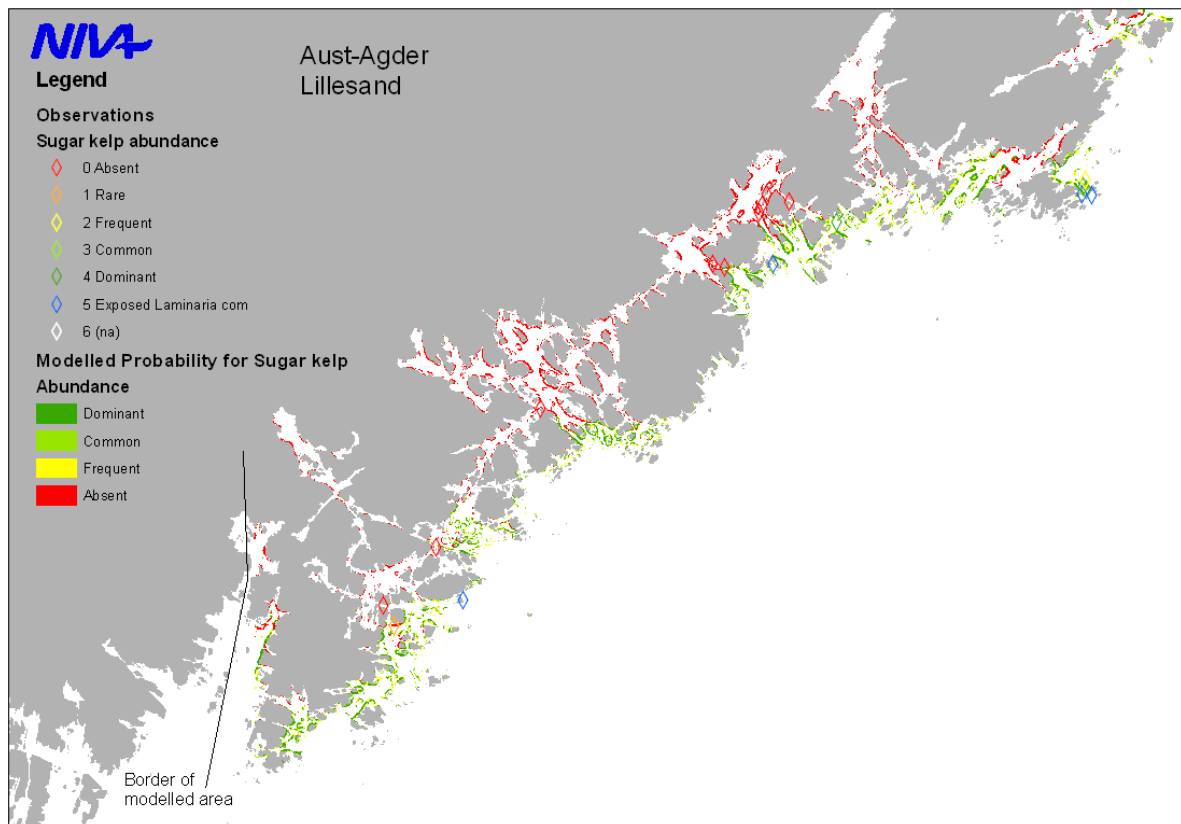 NIVA
Aust-Agder
Lillesand
Legend
Observations
Sugar kelp abundance
0 Absent
1 Rare
2 Frequent
3 Common
4 Dominant
5 Exposed Laminaria com
6 (na)
Modelled Probability for Sugar kelp
Abundance
Dominant
Common
Frequent
Absent
Border of
modelled area